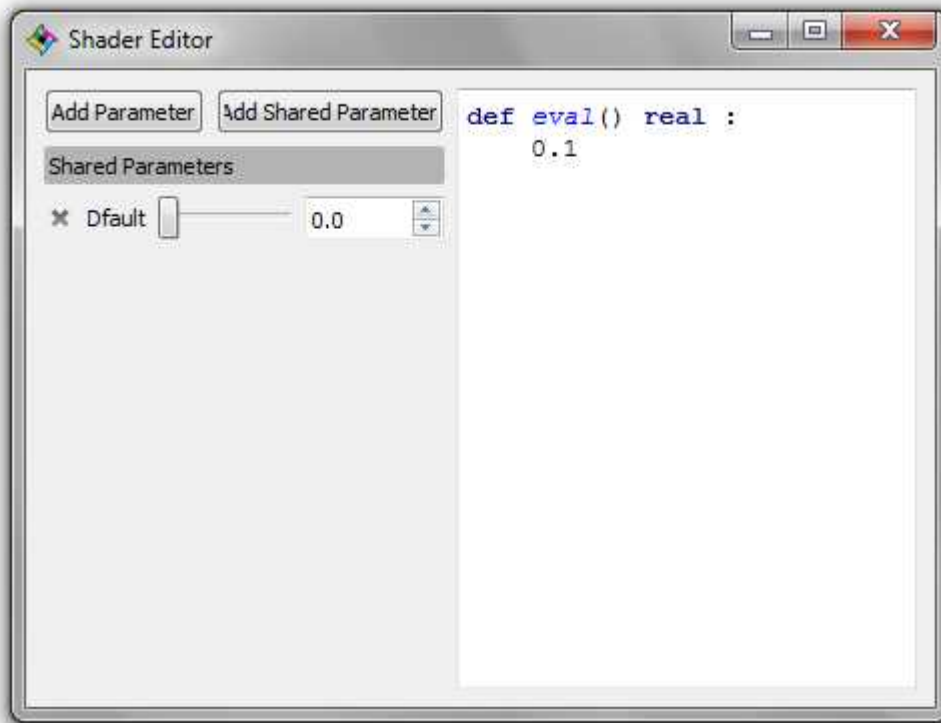 Shader Editor
Add Parameter
Add Shared Parameter
Shared Parameters
Dfault 0.0
def eval() real :
0.1